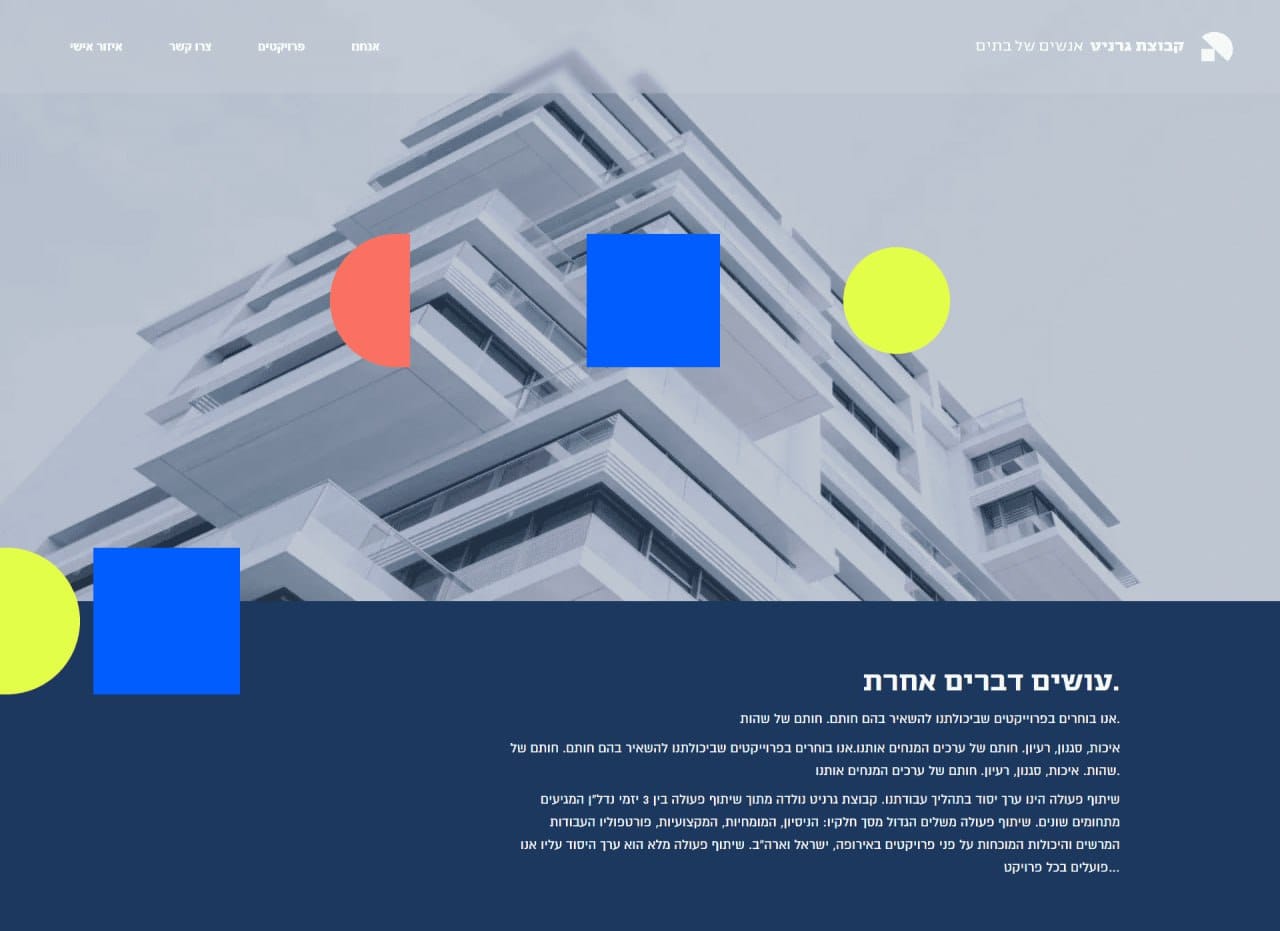 קבוצת גרניט אנשים של בתים
אנחנו
פרויקטים
צרו קשר
איזור אישי
עושים דברים אחרת.
אנו בוחרים בפרוייקטים שביכולתנו להשאיר בהם חותם. חותם של שהות.
איכות, סגנון, רעיון. חותם של ערכים המנחים אותנו.אנו בוחרים בפרוייקטים שביכולתנו להשאיר בהם חותם. חותם של
שהות. איכות, סגנון, רעיון. חותם של ערכים המנחים אותנו.
שיתוף פעולה הינו ערך יסוד בתהליך עבודתנו. קבוצת גרניט נולדה מתוך שיתוף פעולה בין 3 יזמי נדל"ן המגיעים
מתחומים שונים. שיתוף פעולה משלים הגדול מסך חלקיו: הניסיון, המומחיות, המקצועיות, פורטפוליו העבודות
המרשים והיכולות המוכחות על פני פרויקטים באירופה, ישראל וארה"ב. שיתוף פעולה מלא הוא ערך היסוד עליו אנו
פועלים בכל פרויקט...